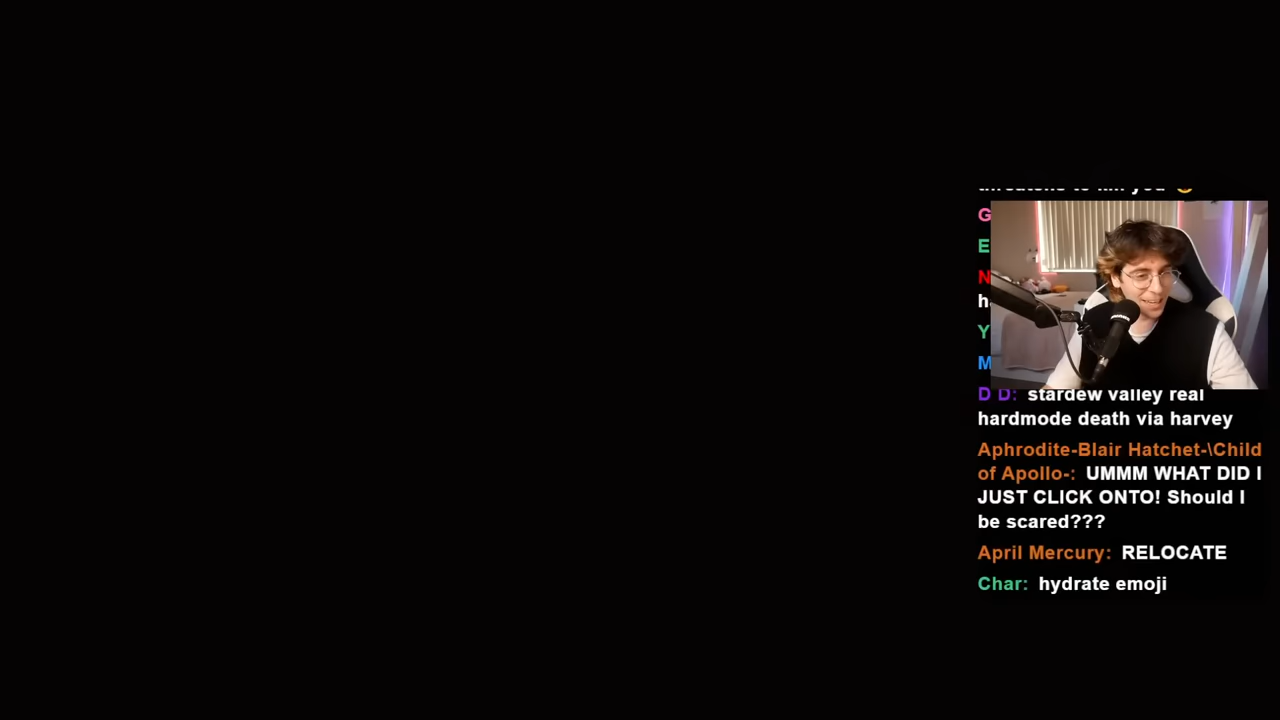 G
E
N
h
Y
M
D D: stardew valley real
hardmode death via harvey
Aphrodite-Blair Hatchet-\Child
of Apollo-: UMMM WHAT DID I
JUST CLICK ONTO! Should I
be scared???
April Mercury: RELOCATE
Char: hydrate emoji